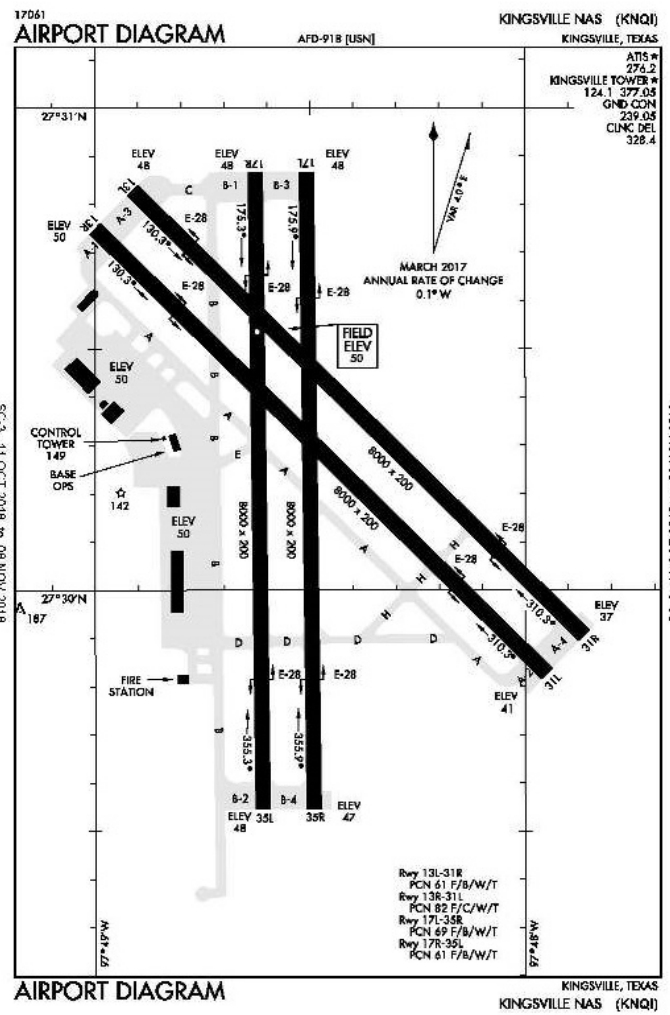 17061
AIRPORT DIAGRAM
AFD-918 [USN]
KINGSVILLE NAS (KNQI)
KINGSVILLE, TEXAS
ATIS★
276.2
KINGSVILLE TOWER★
124.1 377.05
GND CON
239.05
CLNC DEL
328.4
27°31'N
ELEV
48
ELEV
48
17R
17L
ELEV
48
13L
C
B-1
B-3
A-3
E-28
ELEV
50
13R
A-1
130.3°
130.3°
175.3°
175.9°
VAR 4.0° E
MARCH 2017
ANNUAL RATE OF CHANGE
0.1° W
E-28
E-28
E-28
B
A
FIELD
ELEV
50
ELEV
50
B
A
CONTROL
TOWER
149
BASE
OPS
B
E
A
142
8000 x 200
8000 x 200
8000 x 200
8000 x 200
ELEV
50
E-28
A
H
E-28
B
H
27°30'N
187
H
310.3°
310.3°
ELEV
37
31R
A-4
D
D
D
D
A
A-2
31L
ELEV
41
FIRE
STATION
E-28
E-28
B
355.3°
355.9°
B-2
B-4
ELEV
48
35L
35R
ELEV
47
Rwy 13L-31R
PCN 61 F/B/W/T
Rwy 13R-31L
PCN 82 F/C/W/T
Rwy 17L-35R
PCN 69 F/B/W/T
Rwy 17R-35L
PCN 61 F/B/W/T
97°49'W
97°48'W
AIRPORT DIAGRAM
KINGSVILLE, TEXAS
KINGSVILLE NAS (KNQI)